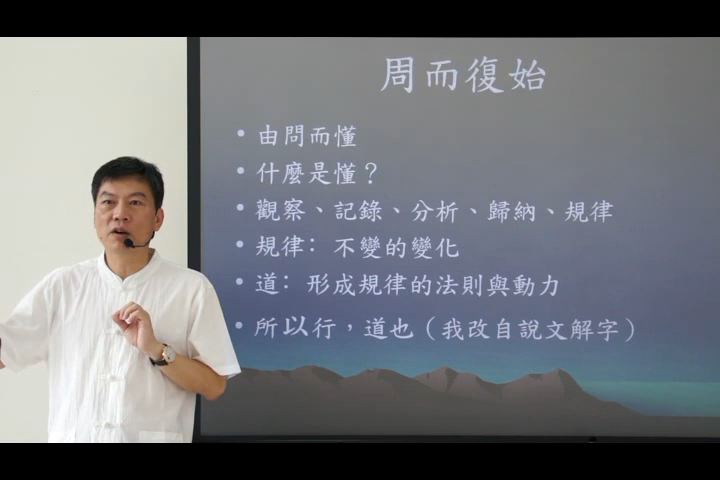 周而復始
• 由問而懂
• 什麼是懂？
• 觀察、記錄、分析、歸納、規律
• 規律：不變的變化
• 道：形成規律的法則與動力
• 所以行，道也（我改自說文解字）